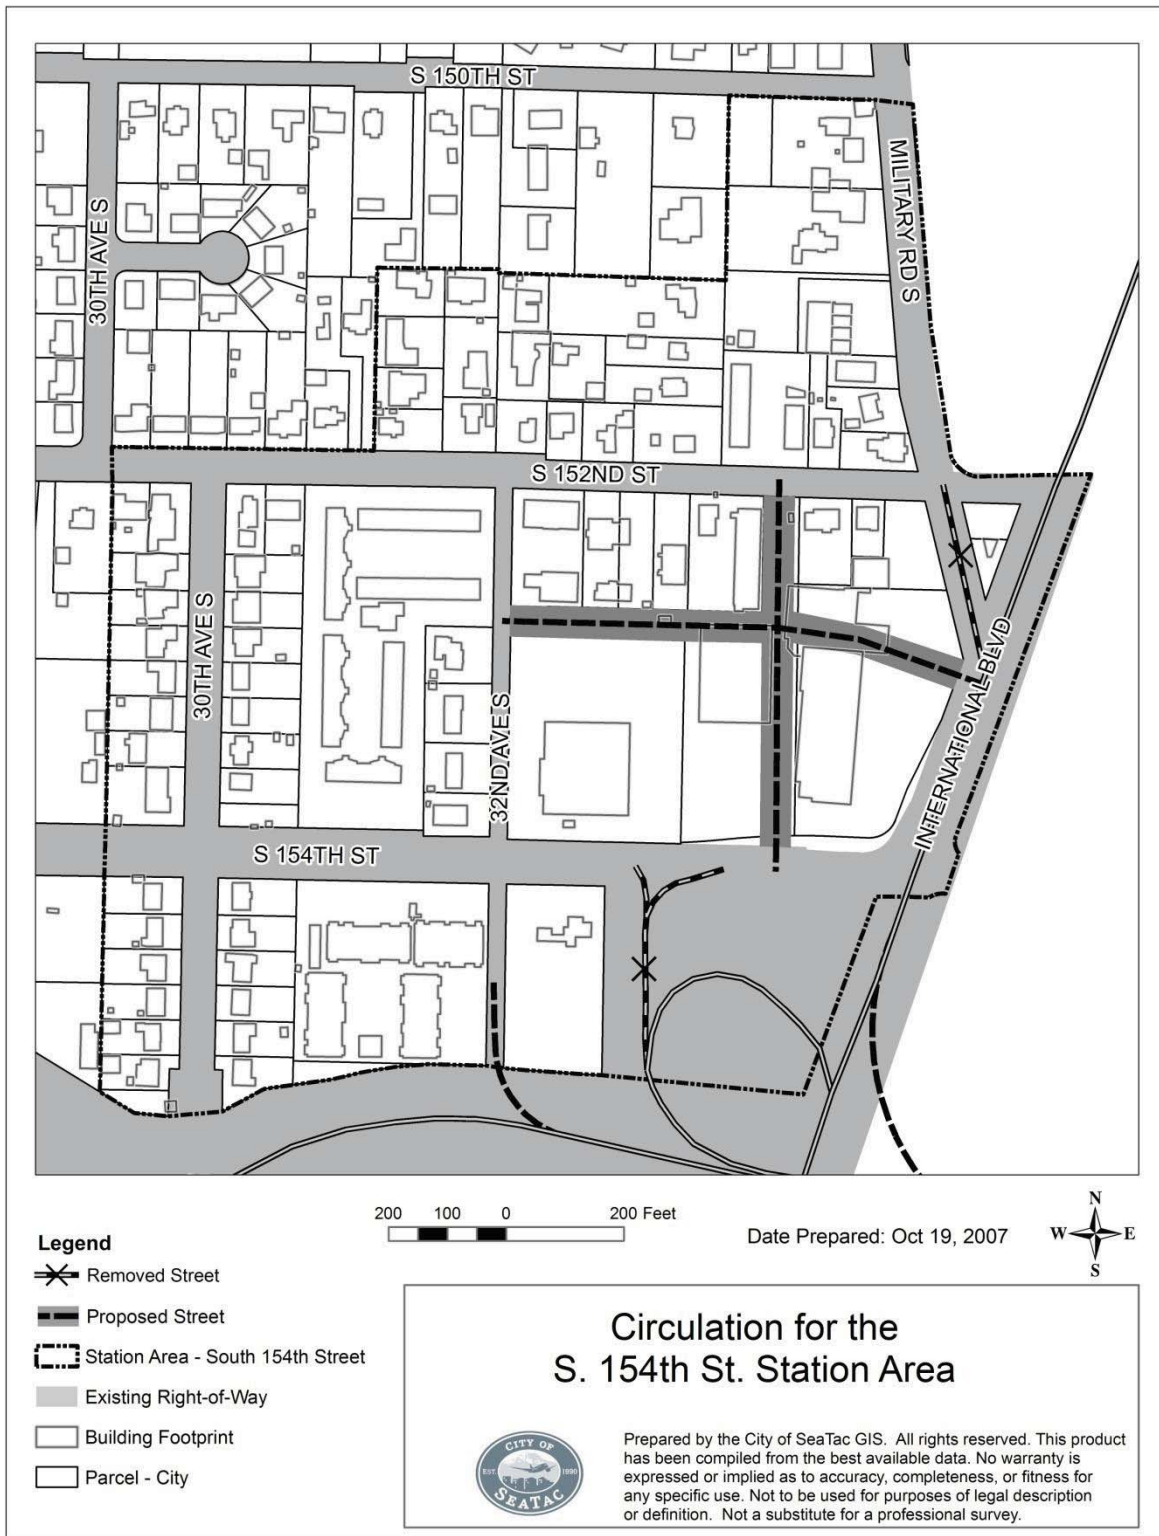 S 150TH ST
MILITARY RD S
30TH AVE S
S 152ND ST
30TH AVE S
32ND AVE S
INTERNATIONAL BLVD
S 154TH ST
200 100 0 200 Feet
Date Prepared: Oct 19, 2007
N
W E
S
Legend
Removed Street
Proposed Street
Station Area - South 154th Street
Existing Right-of-Way
Building Footprint
Parcel - City
Circulation for the
S. 154th St. Station Area
CITY OF
EST. 1990
SEATAC
Prepared by the City of SeaTac GIS. All rights reserved. This product
has been compiled from the best available data. No warranty is
expressed or implied as to accuracy, completeness, or fitness for
any specific use. Not to be used for purposes of legal description
or definition. Not a substitute for a professional survey.